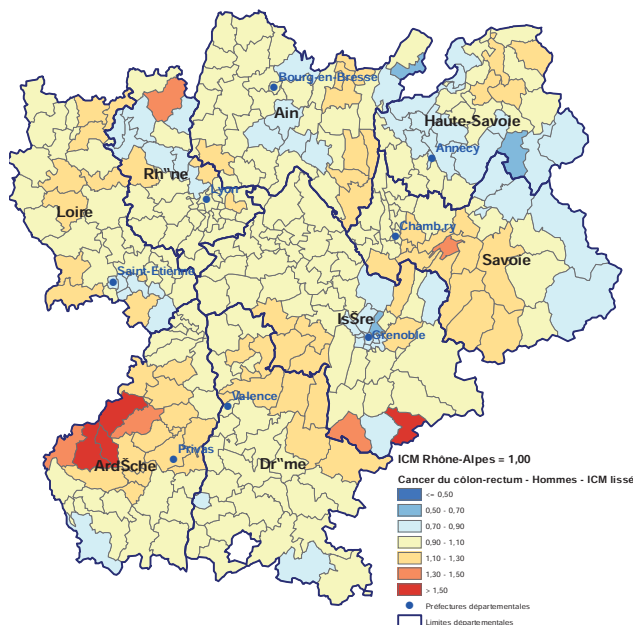 Bourg-en-Bresse
Ain
Haute-Savoie
Annecy
Rh"ne
Lyon
Loire
Chamb,ry
Savoie
Saint-Etienne
IsŠre
Grenoble
Valence
Privas
ArdŠche
Dr"me
ICM Rhône-Alpes = 1,00
Cancer du côlon-rectum - Hommes - ICM lissé
<= 0,50
0,50 - 0,70
0,70 - 0,90
0,90 - 1,10
1,10 - 1,30
1,30 - 1,50
> 1,50
Préfectures départementales
Limites départementales